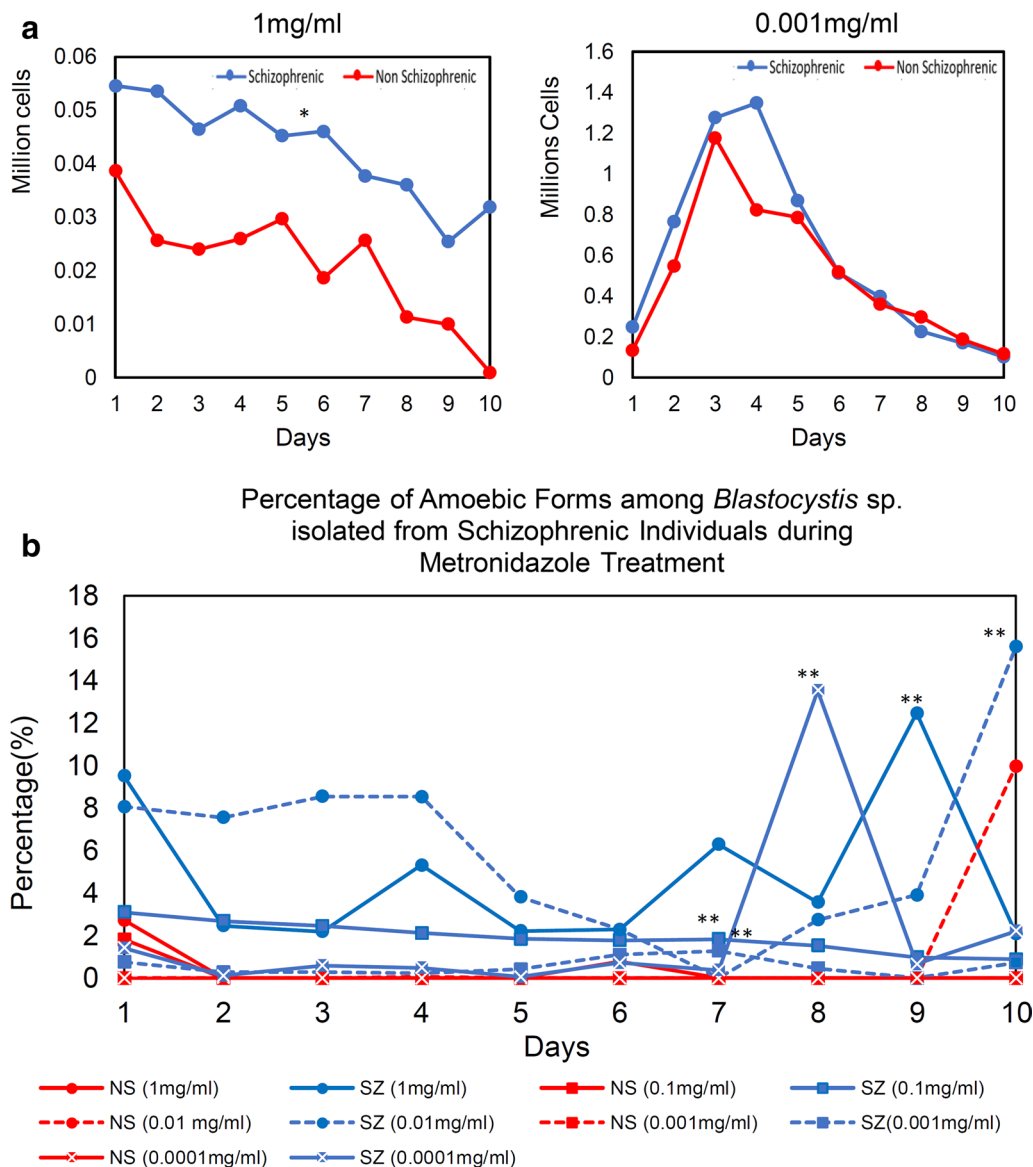 a
1mg/ml
0.001mg/ml
Million cells
0.06
0.05
0.04
0.03
0.02
0.01
0
Schizophrenic
Non Schizophrenic
*
1 2 3 4 5 6 7 8 9 10
Days
Millions Cells
1.6
1.4
1.2
1
0.8
0.6
0.4
0.2
0
Schizophrenic
Non Schizophrenic
1 2 3 4 5 6 7 8 9 10
Days
b
Percentage of Amoebic Forms among Blastocystis sp.
isolated from Schizophrenic Individuals during
Metronidazole Treatment
Percentage(%)
18
16
14
12
10
8
6
4
2
0
**
**
**
**
**
1 2 3 4 5 6 7 8 9 10
Days
NS (1mg/ml) SZ (1mg/ml) NS (0.1mg/ml) SZ (0.1mg/ml)
NS (0.01 mg/ml) SZ (0.01mg/ml) NS (0.001mg/ml) SZ(0.001mg/ml)
NS (0.0001mg/ml) SZ (0.0001mg/ml)